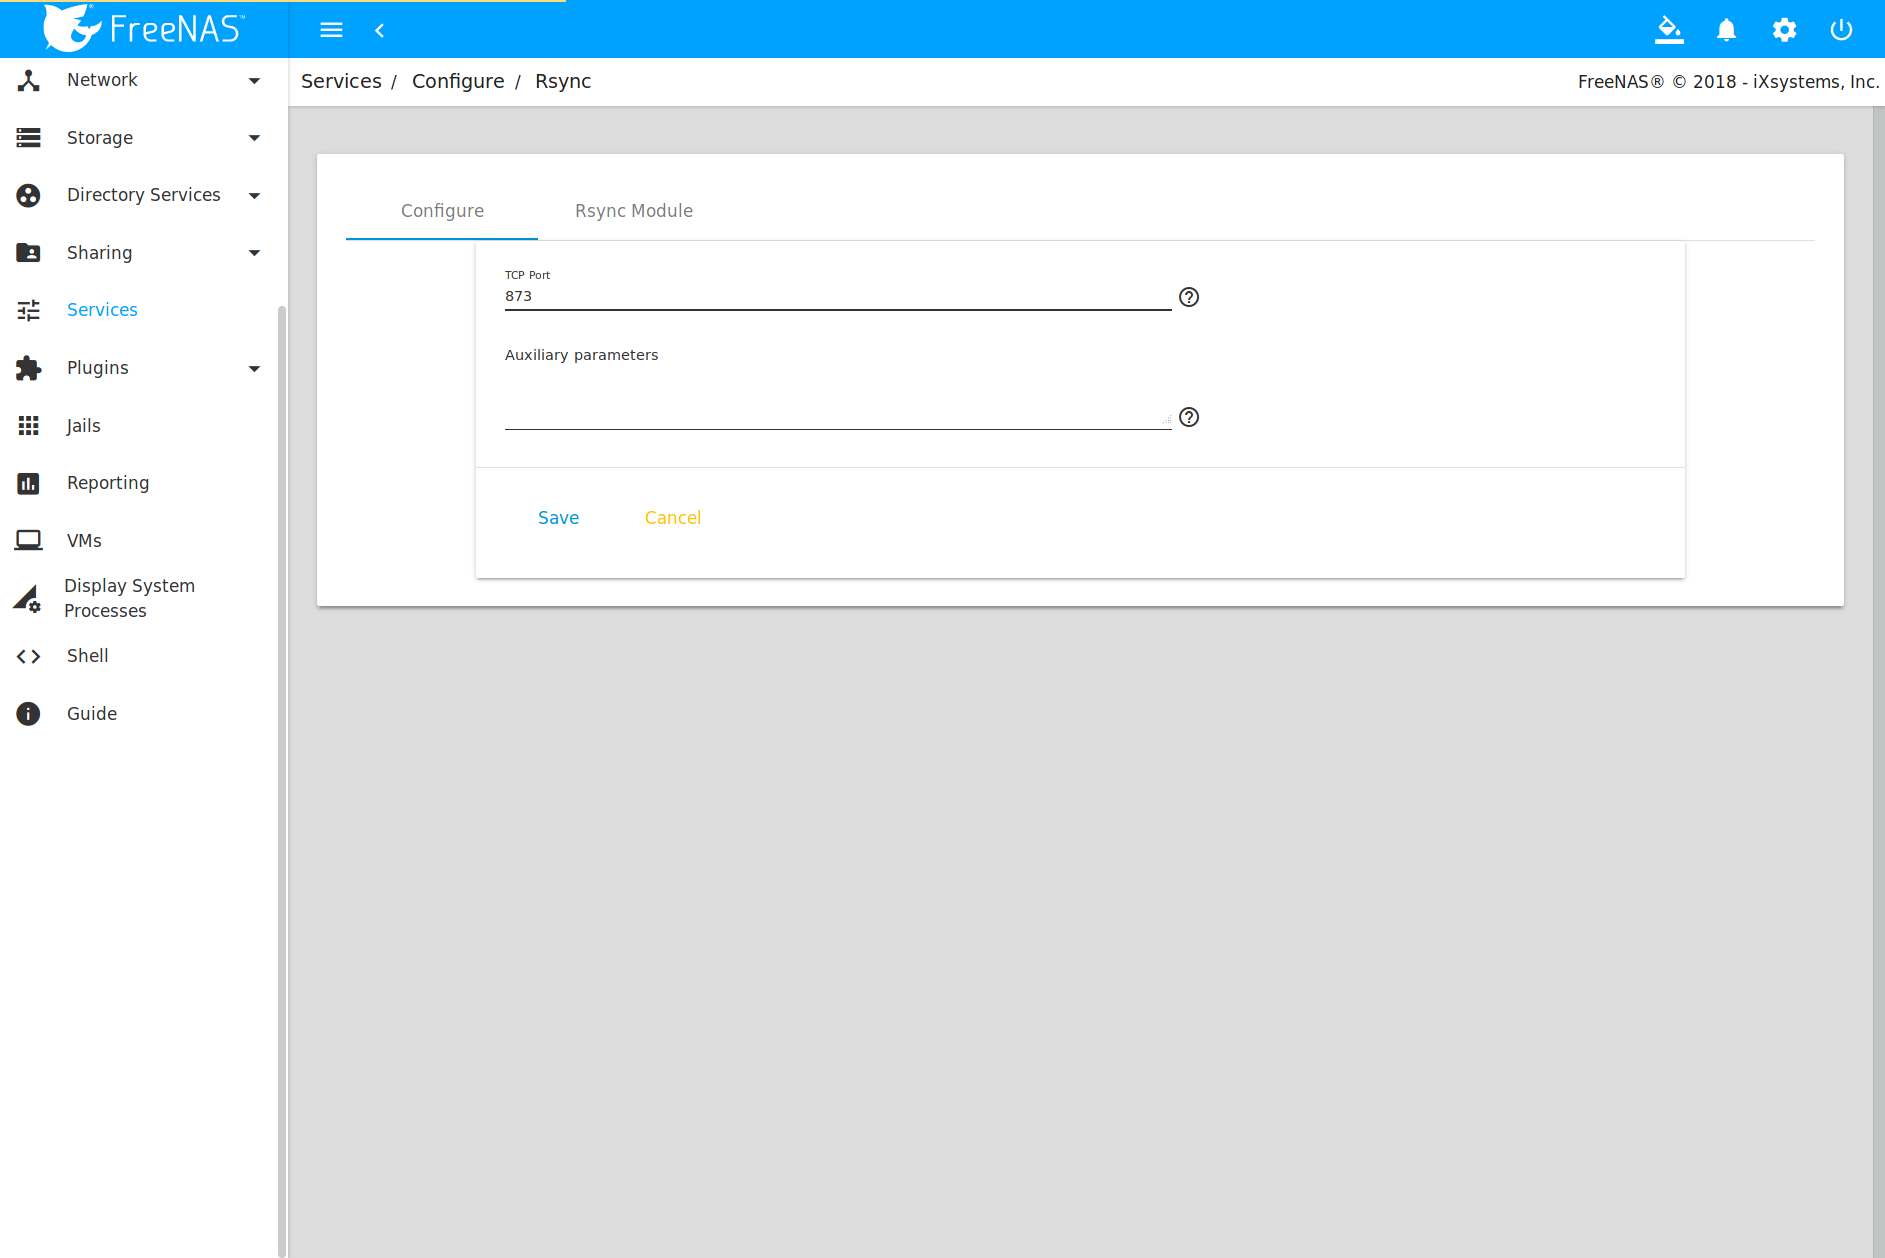 FreeNAS™
Services / Configure / Rsync
FreeNAS® © 2018 - iXsystems, Inc.
Network
Storage
Directory Services
Sharing
Services
Plugins
Jails
Reporting
VMs
Display System
Processes
Shell
Guide
Configure
Rsync Module
TCP Port
873
Auxiliary parameters
Save
Cancel